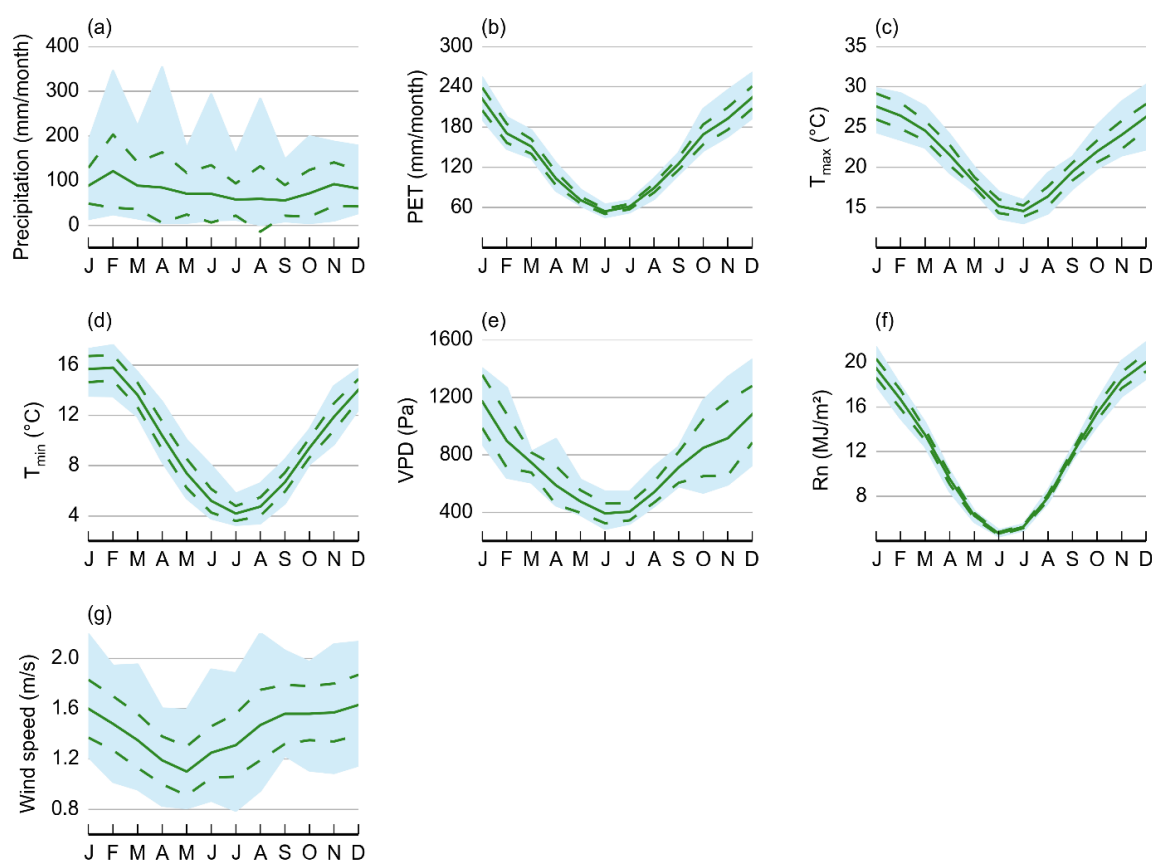 (a)
Precipitation (mm/month)
400
300
200
100
0
J F M A M J J A S O N D
(b)
PET (mm/month)
300
240
180
120
60
J F M A M J J A S O N D
(c)
Tmax (°C)
35
30
25
20
15
J F M A M J J A S O N D
(d)
Tmin (°C)
16
12
8
4
J F M A M J J A S O N D
(e)
VPD (Pa)
1600
1200
800
400
J F M A M J J A S O N D
(f)
Rn (MJ/m²)
20
16
12
8
J F M A M J J A S O N D
(g)
Wind speed (m/s)
2.0
1.6
1.2
0.8
J F M A M J J A S O N D